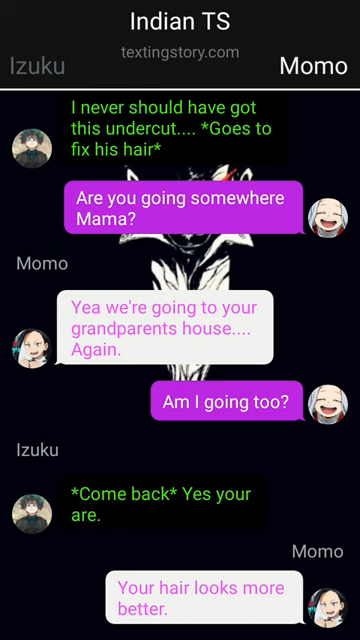 Indian TS
textingstory.com
Izuku
Momo
I never should have got
this undercut.... *Goes to
fix his hair*
Are you going somewhere
Mama?
Momo
Yea we're going to your
grandparents house....
Again.
Am I going too?
Izuku
*Come back* Yes your
are.
Momo
Your hair looks more
better.